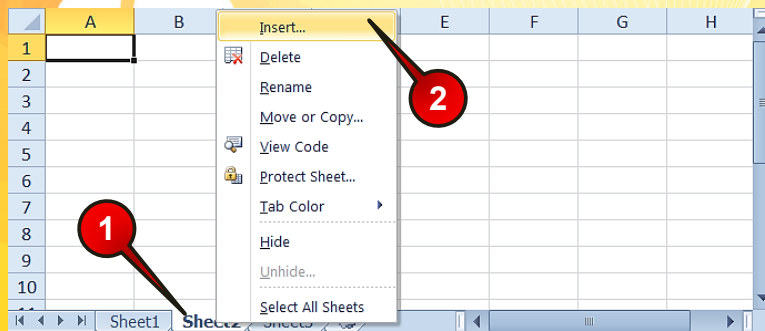 A B E F G H
1
2
3
4
5
6
7
8
9
10
Insert...
Delete
Rename
Move or Copy...
View Code
Protect Sheet...
Tab Color
Hide
Unhide...
Select All Sheets
2
1
Sheet1 Sheet2 Sheet3